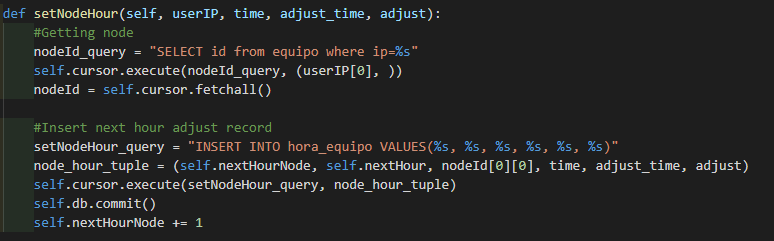 def setNodeHour(self, userIP, time, adjust_time, adjust):
#Getting node
nodeId_query = "SELECT id from equipo where ip=%s"
self.cursor.execute(nodeId_query, (userIP[0], ))
nodeId = self.cursor.fetchall()
#Insert next hour adjust record
setNodeHour_query = "INSERT INTO hora_equipo VALUES(%s, %s, %s, %s, %s, %s)"
node_hour_tuple = (self.nextHourNode, self.nextHour, nodeId[0][0], time, adjust_time, adjust)
self.cursor.execute(setNodeHour_query, node_hour_tuple)
self.db.commit()
self.nextHourNode += 1